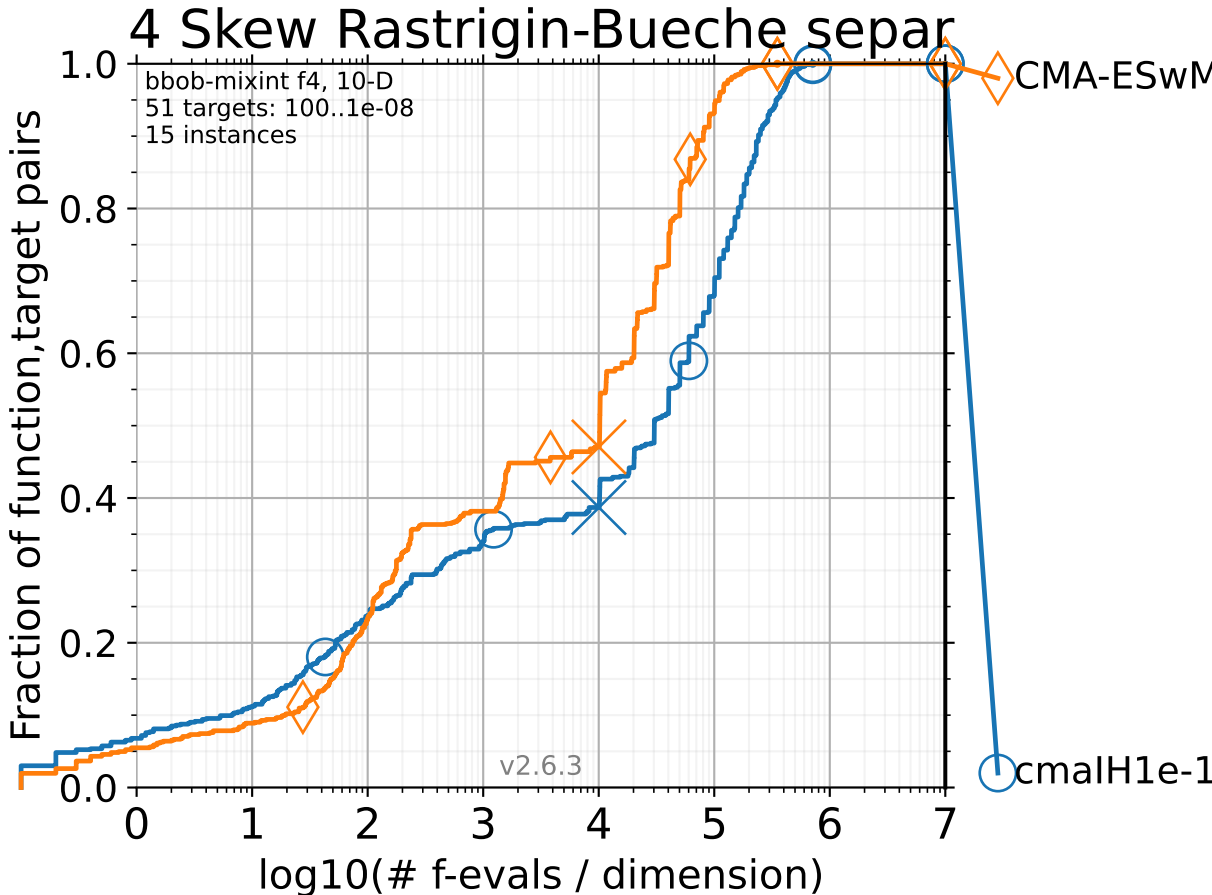 4 Skew Rastrigin-Bueche separ
bbob-mixint f4, 10-D
51 targets: 100..1e-08
15 instances
Fraction of function,target pairs
1.0
0.8
0.6
0.4
0.2
0.0
CMA-ESwM
cmaIH1e-1
v2.6.3
0 1 2 3 4 5 6 7
log10(# f-evals / dimension)